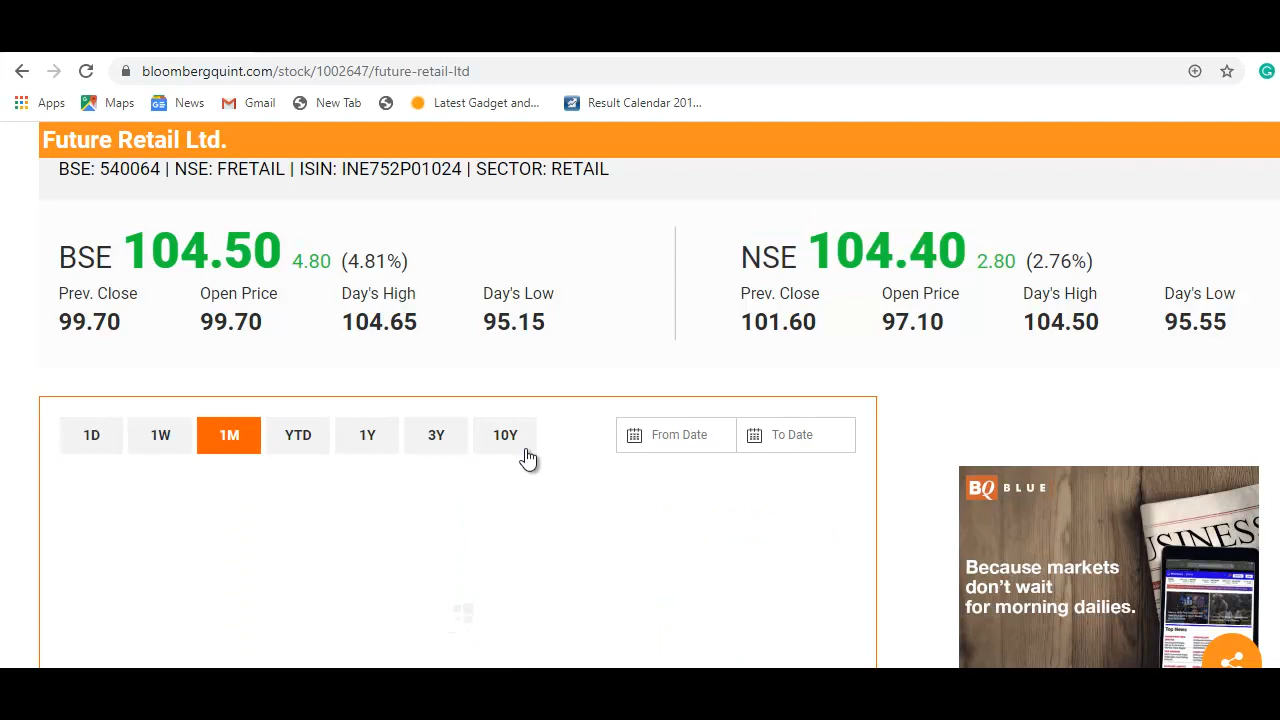 bloombergquint.com/stock/1002647/future-retail-ltd
Apps Maps News Gmail New Tab Latest Gadget and... Result Calendar 201...
Future Retail Ltd.
BSE: 540064 | NSE: FRETAIL | ISIN: INE752P01024 | SECTOR: RETAIL
BSE 104.50 4.80 (4.81%)
Prev. Close Open Price Day's High Day's Low
99.70 99.70 104.65 95.15
NSE 104.40 2.80 (2.76%)
Prev. Close Open Price Day's High Day's Low
101.60 97.10 104.50 95.55
1D 1W 1M YTD 1Y 3Y 10Y From Date To Date
BQ BLUE
BUSINESS
Because markets
don't wait
for morning dailies.
Top News